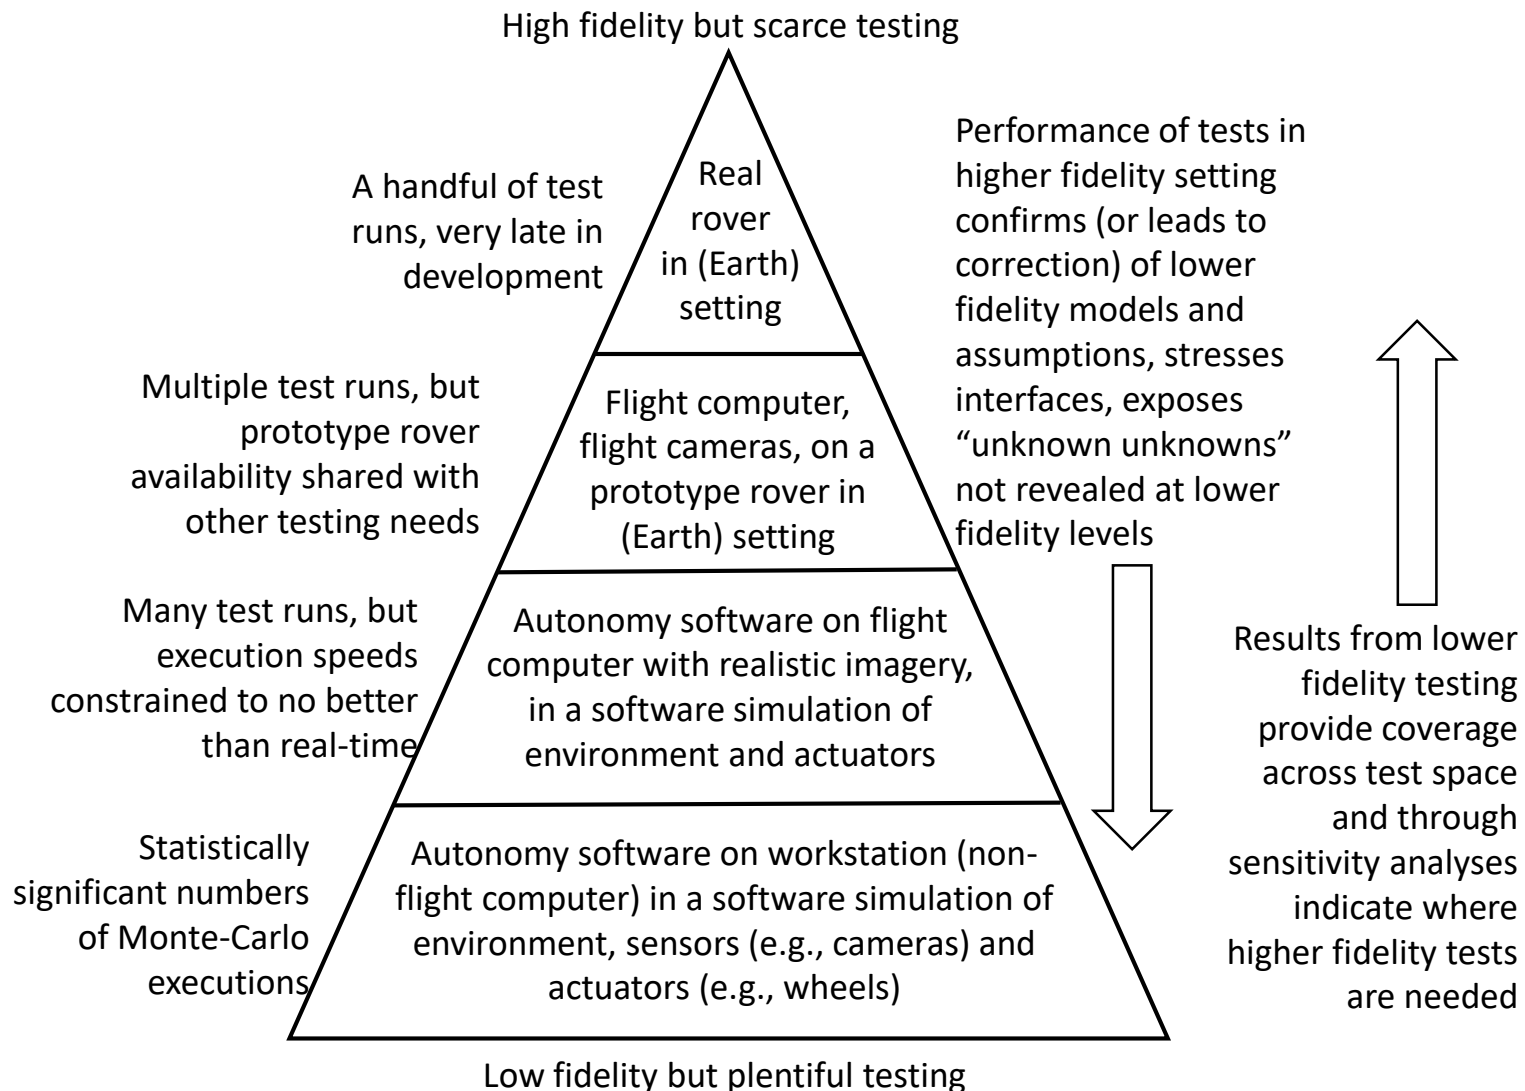 High fidelity but scarce testing
A handful of test
runs, very late in
development
Real
rover
in (Earth)
setting
Performance of tests in
higher fidelity setting
confirms (or leads to
correction) of lower
fidelity models and
assumptions, stresses
interfaces, exposes
“unknown unknowns”
not revealed at lower
fidelity levels
Multiple test runs, but
prototype rover
availability shared with
other testing needs
Flight computer,
flight cameras, on a
prototype rover in
(Earth) setting
Many test runs, but
execution speeds
constrained to no better
than real-time
Autonomy software on flight
computer with realistic imagery,
in a software simulation of
environment and actuators
Results from lower
fidelity testing
provide coverage
across test space
and through
sensitivity analyses
indicate where
higher fidelity tests
are needed
Statistically
significant numbers
of Monte-Carlo
executions
Autonomy software on workstation (non-
flight computer) in a software simulation of
environment, sensors (e.g., cameras) and
actuators (e.g., wheels)
Low fidelity but plentiful testing